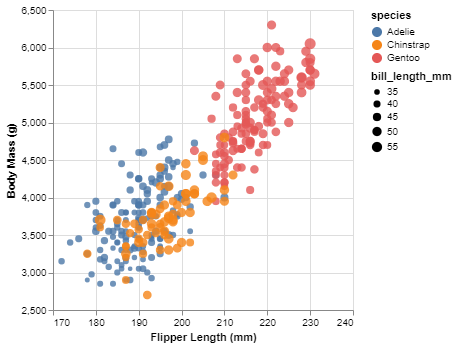 6,500
6,000
5,500
5,000
4,500
4,000
3,500
3,000
2,500
Body Mass (g)
170 180 190 200 210 220 230 240
Flipper Length (mm)
species
Adelie
Chinstrap
Gentoo
bill_length_mm
35
40
45
50
55